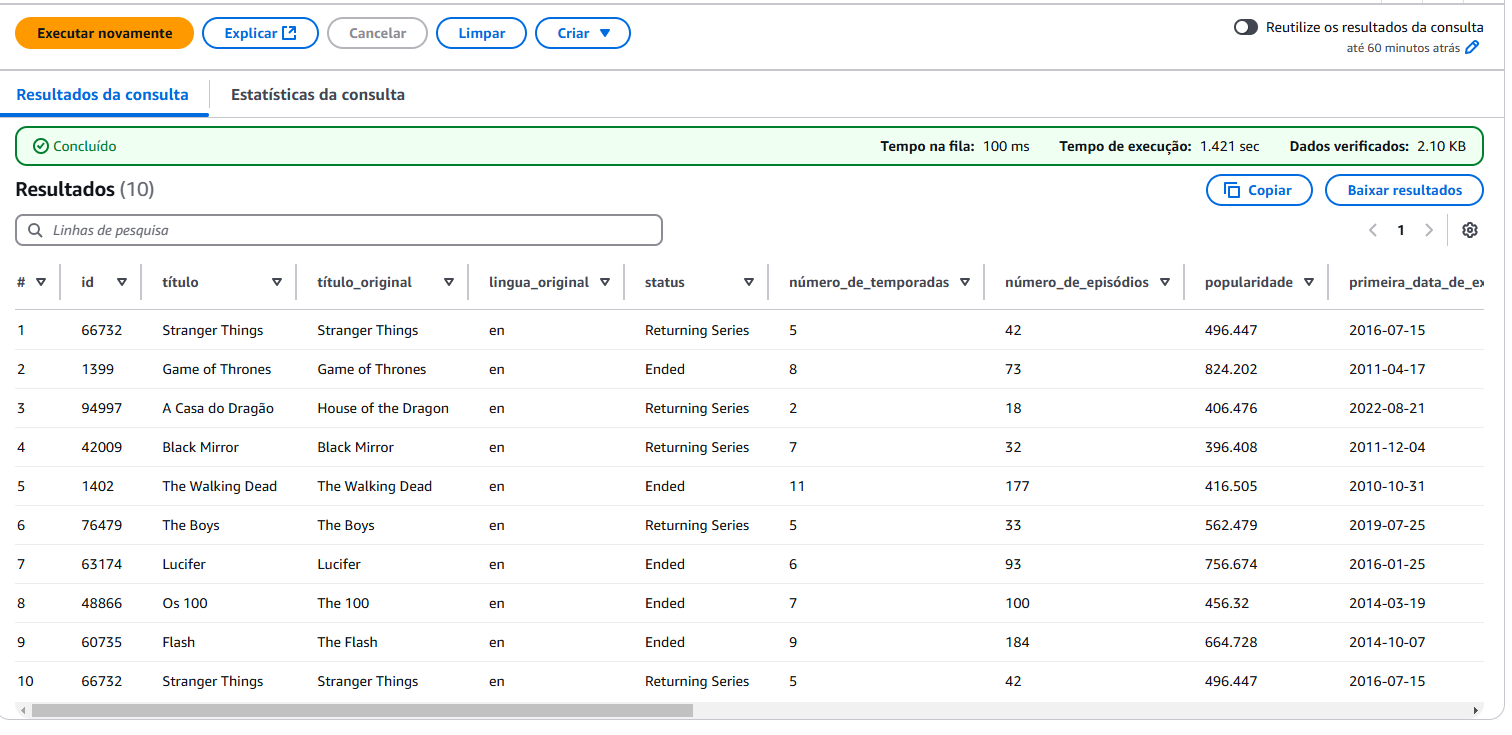 Executar novamente Explicar Cancelar Limpar Criar Reutilize os resultados da consulta
até 60 minutos atrás
Resultados da consulta Estatísticas da consulta
Concluído Tempo na fila: 100 ms Tempo de execução: 1.421 sec Dados verificados: 2.10 KB
Resultados (10) Copiar Baixar resultados
Linhas de pesquisa 1
# id título título_original lingua_original status número_de_temporadas número_de_episódios popularidade primeira_data_de_ex
1 66732 Stranger Things Stranger Things en Returning Series 5 42 496.447 2016-07-15
2 1399 Game of Thrones Game of Thrones en Ended 8 73 824.202 2011-04-17
3 94997 A Casa do Dragão House of the Dragon en Returning Series 2 18 406.476 2022-08-21
4 42009 Black Mirror Black Mirror en Returning Series 7 32 396.408 2011-12-04
5 1402 The Walking Dead The Walking Dead en Ended 11 177 416.505 2010-10-31
6 76479 The Boys The Boys en Returning Series 5 33 562.479 2019-07-25
7 63174 Lucifer Lucifer en Ended 6 93 756.674 2016-01-25
8 48866 Os 100 The 100 en Ended 7 100 456.32 2014-03-19
9 60735 Flash The Flash en Ended 9 184 664.728 2014-10-07
10 66732 Stranger Things Stranger Things en Returning Series 5 42 496.447 2016-07-15